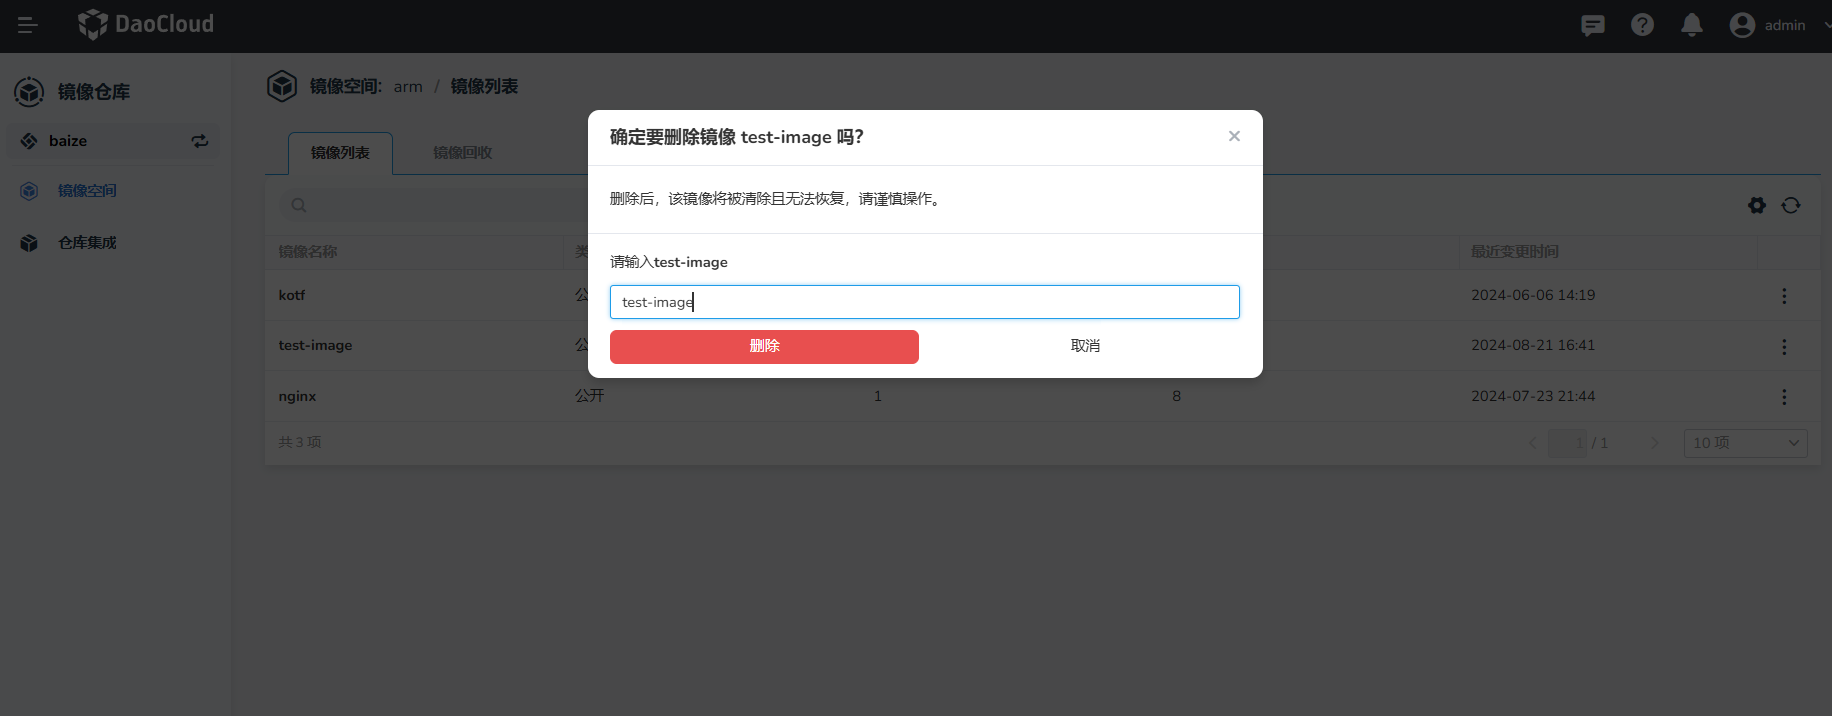 DaoCloud
admin
镜像仓库
baize
镜像空间
仓库集成
镜像空间: arm / 镜像列表
镜像列表
镜像回收
确定要删除镜像 test-image 吗?
删除后，该镜像将被清除且无法恢复，请谨慎操作。
请输入test-image
test-image
删除
取消
镜像名称 类 最近变更时间
kotf 公 2024-06-06 14:19
test-image 公 2024-08-21 16:41
nginx 公开 1 8 2024-07-23 21:44
共 3 项
1 / 1
10 项